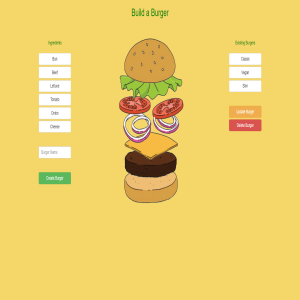 Build a Burger
Ingredients
Bun
Beef
Lettuce
Tomato
Onion
Cheese
Burger Name
Create Burger
Existing Burgers
Classic
Vegan
Slim
Update Burger
Delete Burger